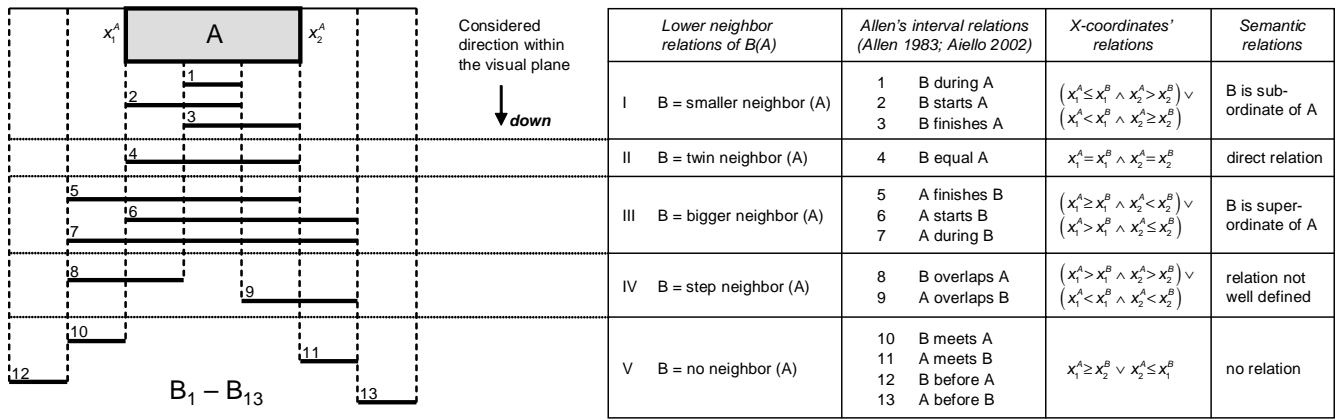 x₁ᴬ A x₂ᴬ
Considered
direction within
the visual plane
down
1
2
3
4
5
6
7
8
9
10
11
12
13
B₁ – B₁₃
Lower neighbor
relations of B(A)
Allen's interval relations
(Allen 1983; Aiello 2002)
X-coordinates'
relations
Semantic
relations
I B = smaller neighbor (A)
1 B during A
2 B starts A
3 B finishes A
(x₁ᴬ ≤ x₁ᴮ ∧ x₂ᴬ > x₂ᴮ) ∨
(x₁ᴬ < x₁ᴮ ∧ x₂ᴬ ≥ x₂ᴮ)
B is sub-
ordinate of A
II B = twin neighbor (A)
4 B equal A
x₁ᴬ = x₁ᴮ ∧ x₂ᴬ = x₂ᴮ
direct relation
III B = bigger neighbor (A)
5 A finishes B
6 A starts B
7 A during B
(x₁ᴬ ≥ x₁ᴮ ∧ x₂ᴬ < x₂ᴮ) ∨
(x₁ᴬ > x₁ᴮ ∧ x₂ᴬ ≤ x₂ᴮ)
B is super-
ordinate of A
IV B = step neighbor (A)
8 B overlaps A
9 A overlaps B
(x₁ᴬ > x₁ᴮ ∧ x₂ᴬ > x₂ᴮ) ∨
(x₁ᴬ < x₁ᴮ ∧ x₂ᴬ < x₂ᴮ)
relation not
well defined
V B = no neighbor (A)
10 B meets A
11 A meets B
12 B before A
13 A before B
x₁ᴬ ≥ x₂ᴮ ∨ x₂ᴬ ≤ x₁ᴮ
no relation